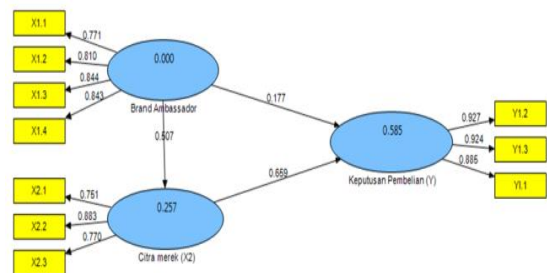 X1.1
0.771
X1.2
0.810
X1.3
0.844
X1.4
0.843
0.000
Brand Ambassador
0.177
0.507
0.585
Keputusan Pembelian (Y)
0.927
Y1.2
0.924
Y1.3
0.885
Y1.1
0.659
X2.1
0.751
X2.2
0.883
X2.3
0.770
0.257
Citra merek (X2)